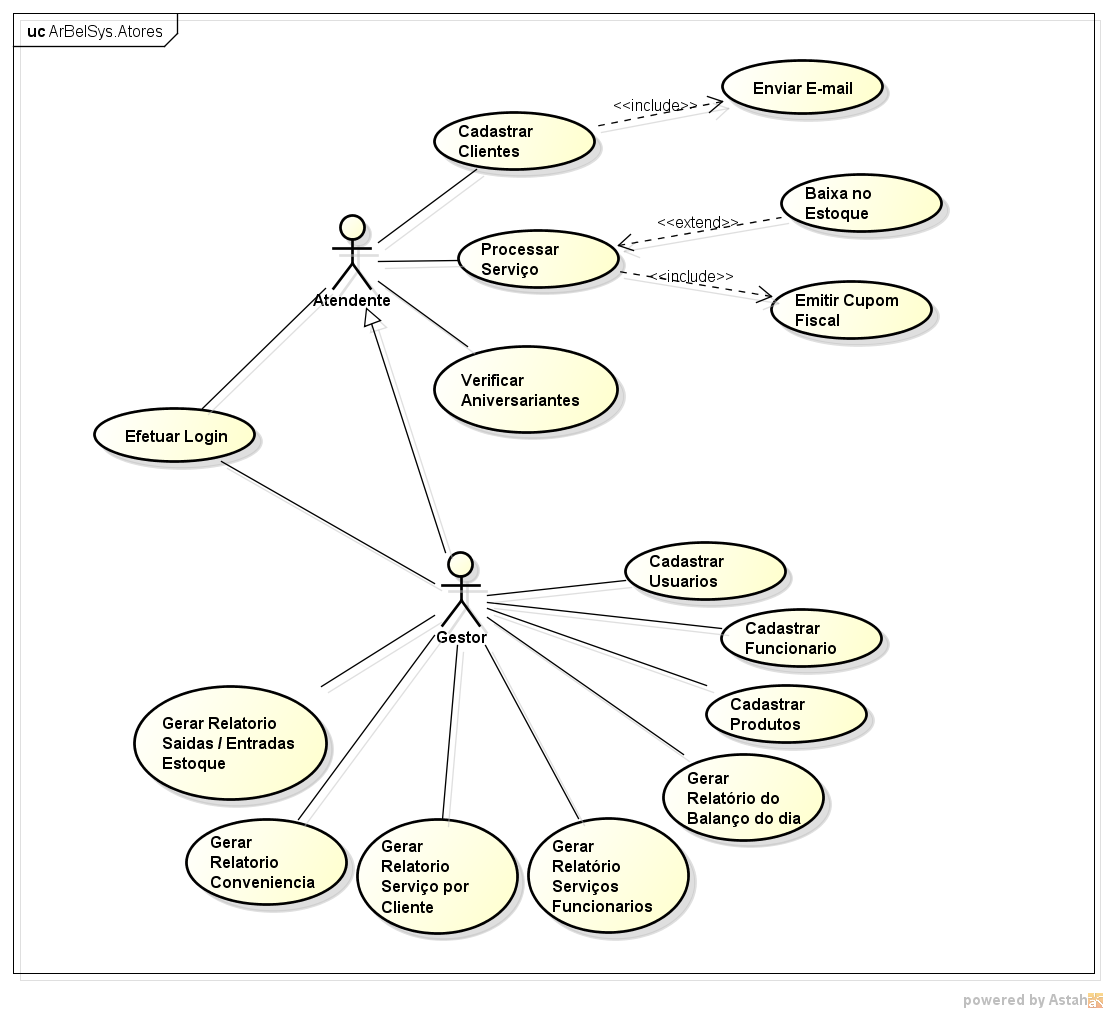 uc ArBelSys.Atores
Enviar E-mail
<<include>>
Cadastrar
Clientes
Baixa no
Estoque
<<extend>>
Processar
Serviço
<<include>>
Emitir Cupom
Fiscal
Atendente
Verificar
Aniversariantes
Efetuar Login
Cadastrar
Usuarios
Gestor
Cadastrar
Funcionario
Cadastrar
Produtos
Gerar Relatorio
Saidas / Entradas
Estoque
Gerar
Relatório do
Balanço do dia
Gerar
Relatorio
Conveniencia
Gerar
Relatorio
Serviço por
Cliente
Gerar
Relatório
Serviços
Funcionarios
powered by Astah